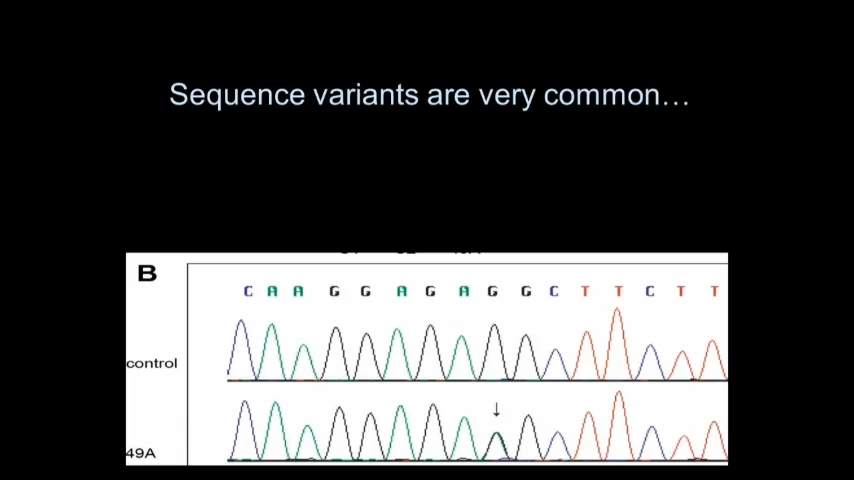 Sequence variants are very common…
B
C A A G G A G A G G C T T C T T
control
49A